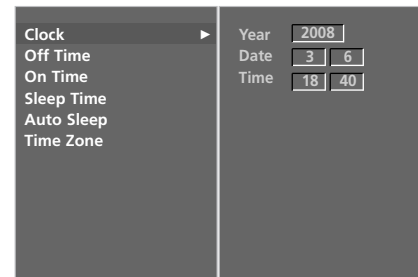 Clock ►
Off Time
On Time
Sleep Time
Auto Sleep
Time Zone
Year 2008
Date 3 6
Time 18 40